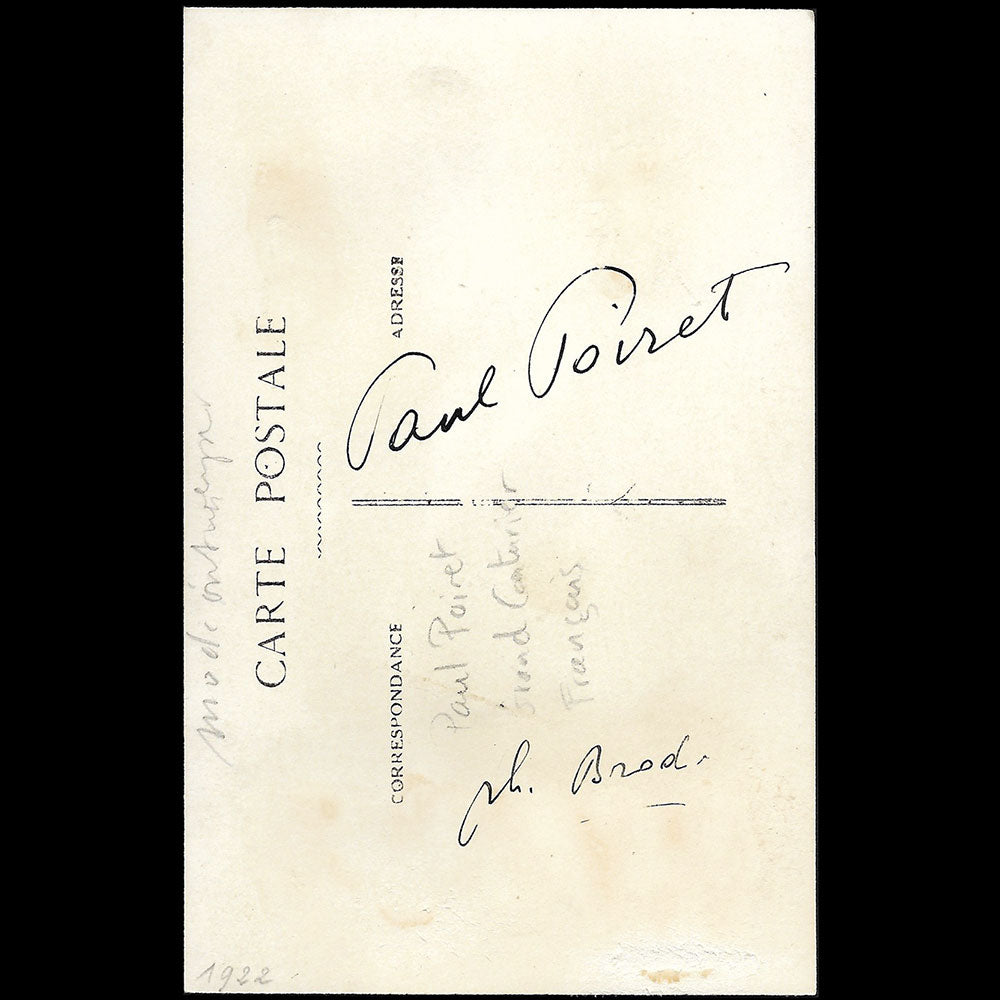 CARTE POSTALE
CORRESPONDANCE
ADRESSE
Paul Poiret
Paul Poiret
Grand Couturier
Français
ph. Brod.
1922